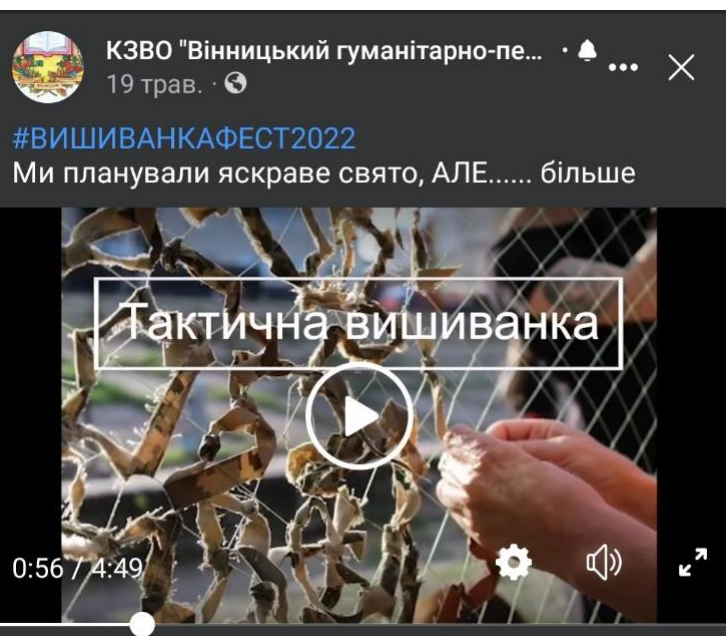 КЗВО "Вінницький гуманітарно-пе... ·
19 трав. ·
#ВИШИВАНКАФЕСТ2022
Ми планували яскраве свято, АЛЕ...... більше
Тактична вишиванка
0:56 / 4:49